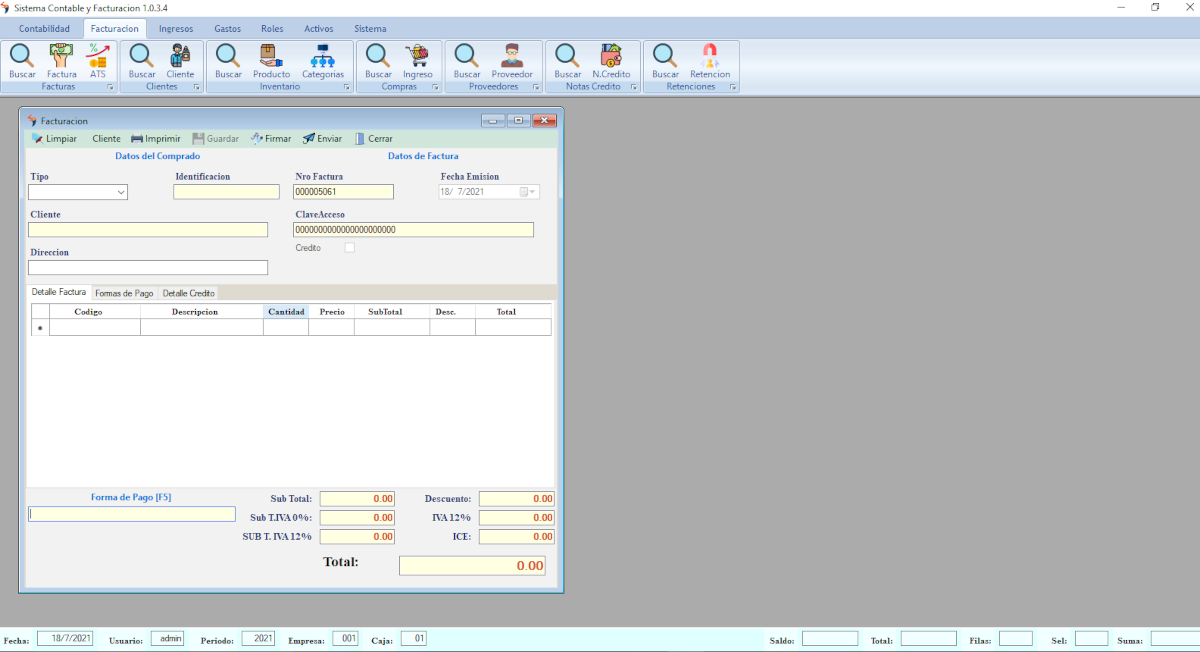 Sistema Contable y Facturacion 1.0.3.4
Contabilidad Facturacion Ingresos Gastos Roles Activos Sistema
Buscar Factura ATS Buscar Cliente Buscar Producto Categorias Buscar Ingreso Buscar Proveedor Buscar N.Credito Buscar Retencion
Facturas Clientes Inventario Compras Proveedores Notas Credito Retenciones
Facturacion
Limpiar Cliente Imprimir Guardar Firmar Enviar Cerrar
Datos del Comprado Datos de Factura
Tipo Identificacion Nro Factura Fecha Emision
000005061 18/ 7/2021
Cliente ClaveAcceso
000000000000000000000000
Credito
Direccion
Detalle Factura Formas de Pago Detalle Credito
Codigo Descripcion Cantidad Precio SubTotal Desc. Total
Forma de Pago [F5] Sub Total: 0.00 Descuento: 0.00
Sub T.IVA 0%: 0.00 IVA 12% 0.00
SUB T. IVA 12% 0.00 ICE: 0.00
Total: 0.00
Fecha: 18/7/2021 Usuario: admin Periodo: 2021 Empresa: 001 Caja: 01 Saldo: Total: Filas: Sel: Suma: